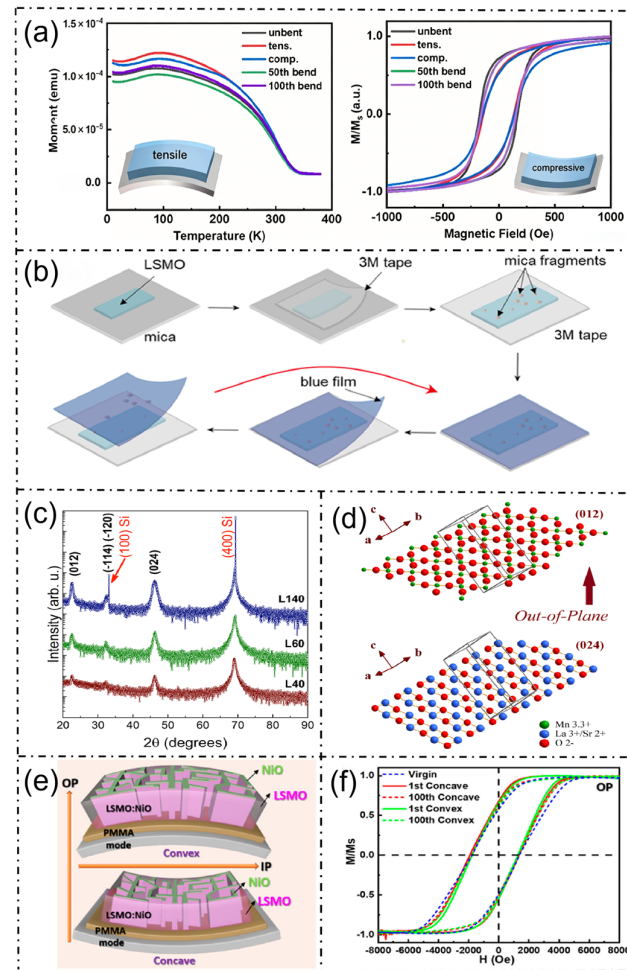 (a)
unbent
tens.
comp.
50th bend
100th bend
Mom=nt (emu)
1.5×10⁻⁴
1.0×10⁻⁴
5.0×10⁻⁵
0.0
tensile
0 100 200 300 400
Temperature (K)
unbent
tens.
comp.
50th bend
100th bend
M/Ms (a.u.)
1.0
0.0
-1.0
compressive
-1000 -500 0 500 1000
Magnetic Field (Oe)
(b)
LSMO
mica
3M tape
mica fragments
3M tape
blue film
(c)
Intensity (arb. u.)
(012)
(-114) (-120)
(100) Si
(024)
(400) Si
L140
L60
L40
20 30 40 50 60 70 80 90
2θ (degrees)
(d)
c
b
a
(012)
Out-of-Plane
c
b
a
(024)
Mn 3.3+
La 3+/Sr 2+
O 2-
(e)
OP
NiO
LSMO
LSMO:NiO
PMMA
mode
Convex
IP
NiO
LSMO
LSMO:NiO
PMMA
mode
Concave
(f)
Virgin
1st Concave
100th Concave
1st Convex
100th Convex
OP
M/Ms
1.0
0.5
0.0
-0.5
-1.0
-8000 -6000 -4000 -2000 0 2000 4000 6000 8000
H (Oe)